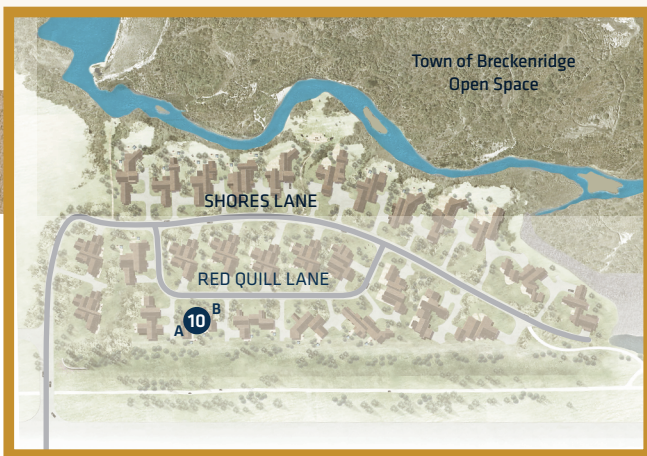 Town of Breckenridge
Open Space
SHORES LANE
RED QUILL LANE
B
10
A